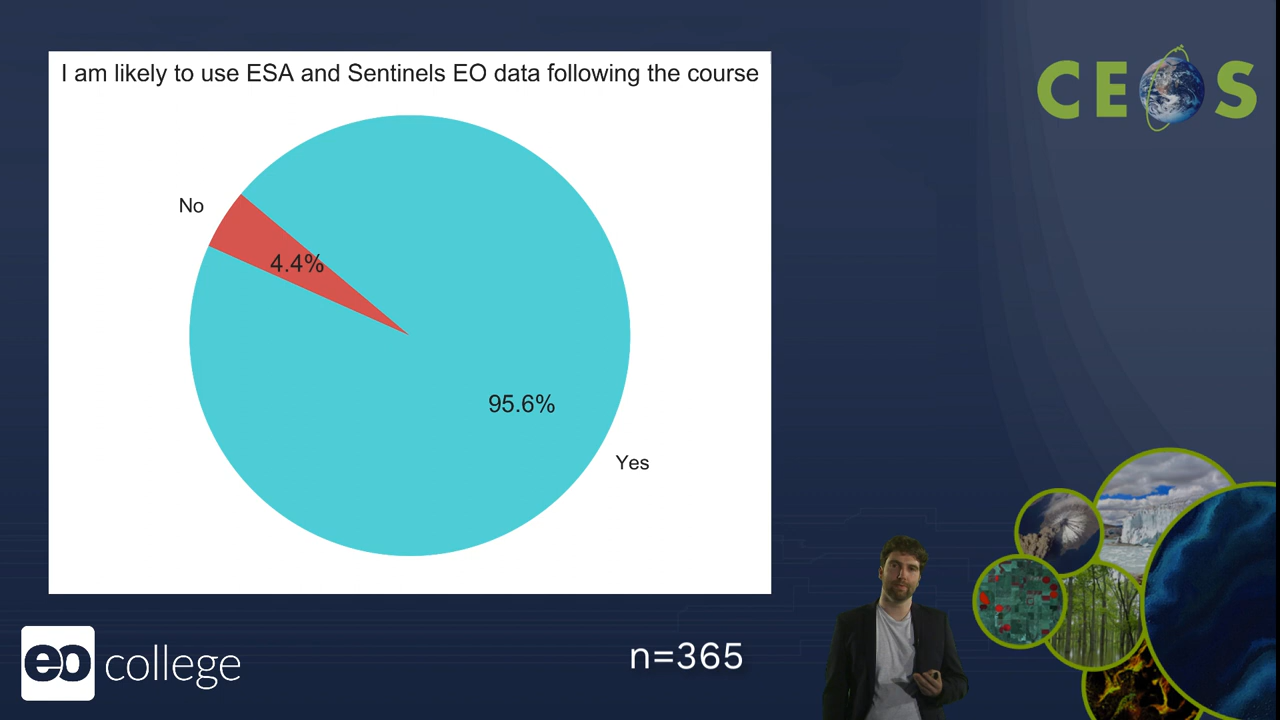 I am likely to use ESA and Sentinels EO data following the course
CEOS
No
4.4%
95.6%
Yes
eo college
n=365